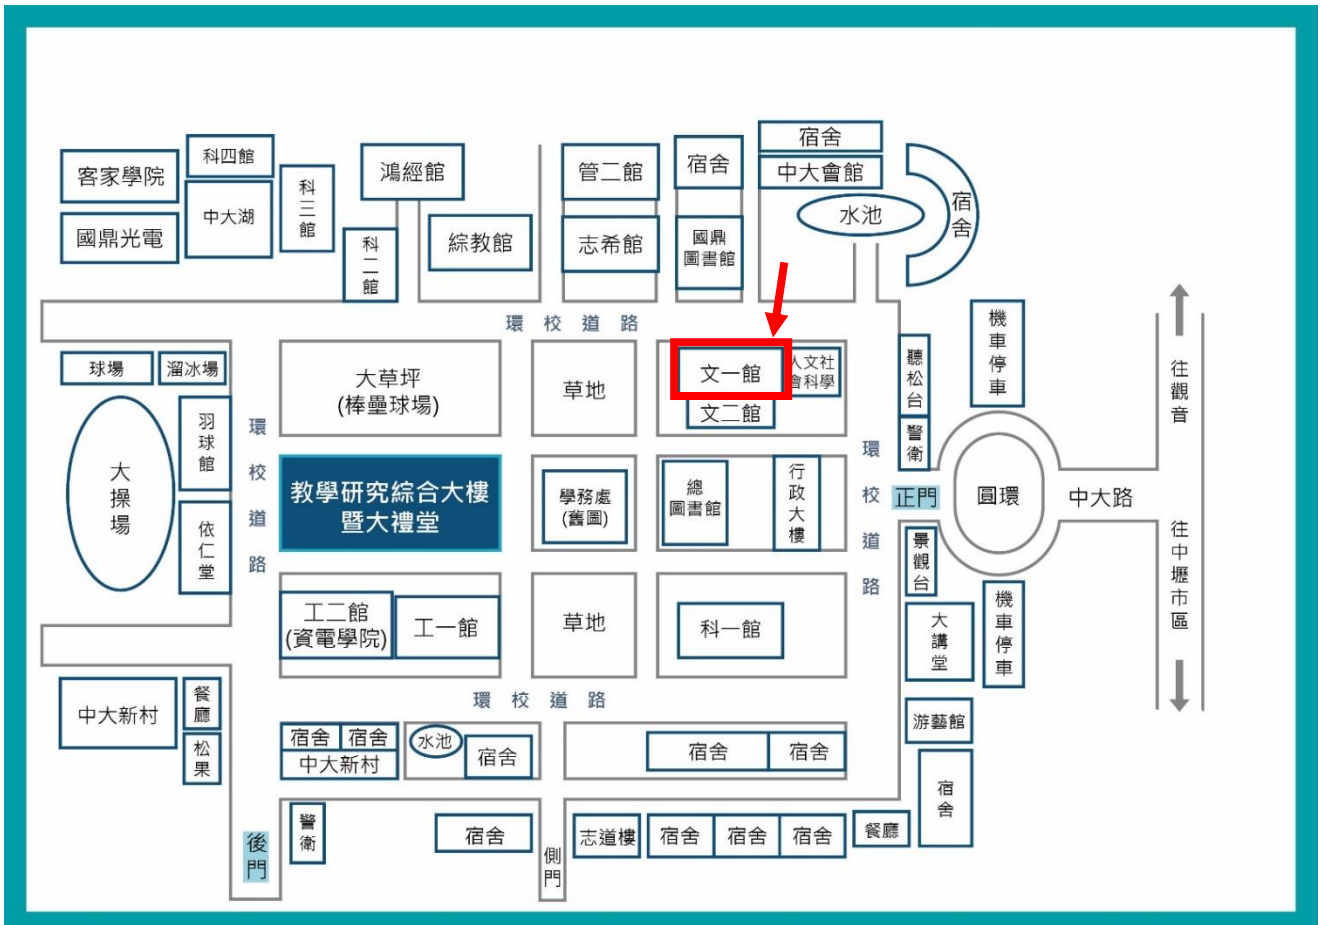 宿舍
中大會館
水池
宿舍
客家學院
科四館
中大湖
國鼎光電
科三館
科二館
鴻經館
綜教館
管二館
志希館
宿舍
國鼎
圖書館
環校道路
球場
溜冰場
羽球館
大操場
依仁堂
環校道路
大草坪
(棒壘球場)
草地
文一館
人文社
會科學
文二館
聽松台
警衛
機車停車
往觀音
教學研究綜合大樓
暨大禮堂
學務處
(舊圖)
總
圖書館
行政大樓
環校道路
正門
圓環
中大路
往中壢市區
景觀台
大講堂
機車停車
工二館
(資電學院)
工一館
草地
科一館
環校道路
中大新村
餐廳
松果
宿舍
宿舍
中大新村
水池
宿舍
宿舍
宿舍
游藝館
宿舍
後門
警衛
宿舍
側門
志道樓
宿舍
宿舍
宿舍
餐廳